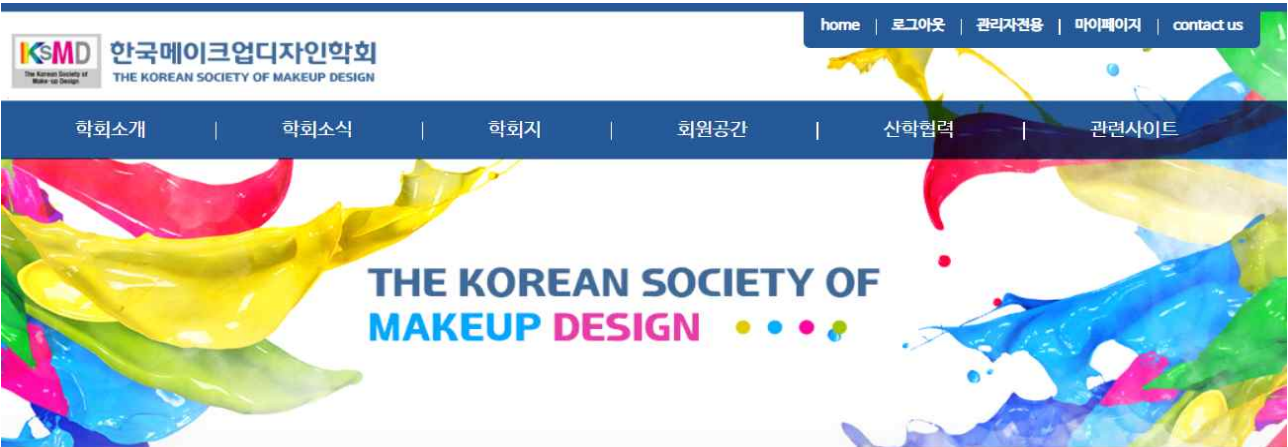 home | 로그아웃 | 관리자전용 | 마이페이지 | contact us
KSMD
The Korean Society of
Make-up Design
한국메이크업디자인학회
THE KOREAN SOCIETY OF MAKEUP DESIGN
학회소개 | 학회소식 | 학회지 | 회원공간 | 산학협력 | 관련사이트
THE KOREAN SOCIETY OF
MAKEUP DESIGN